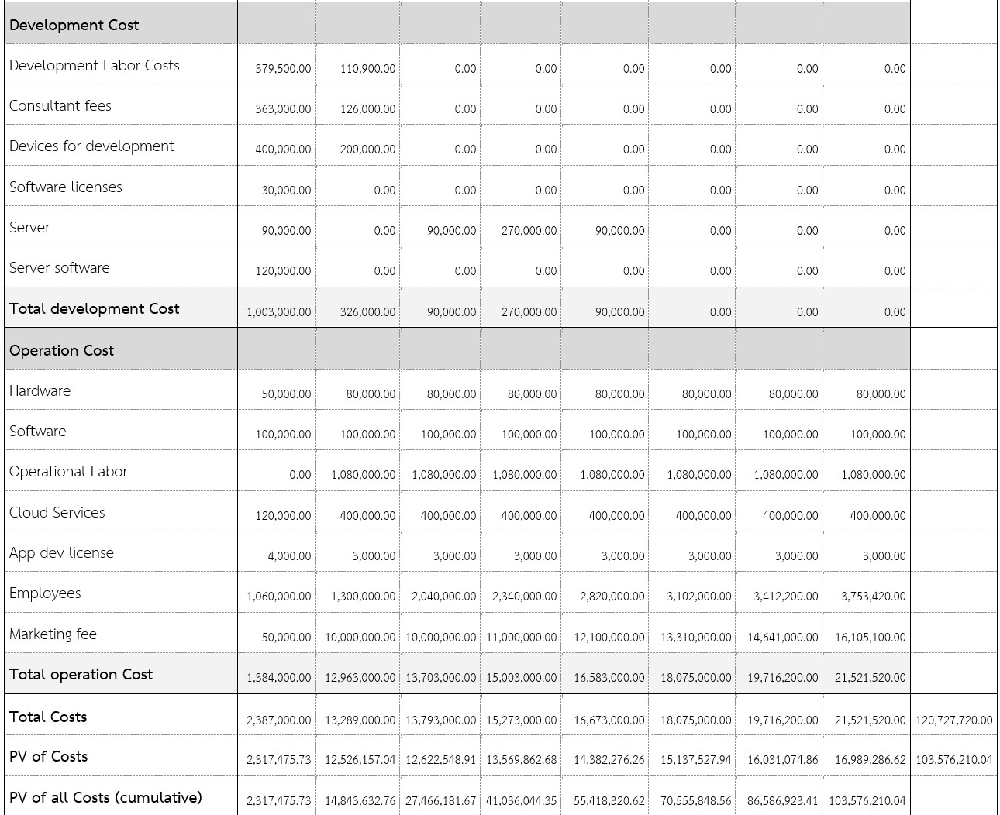 Development Cost
Development Labor Costs 379,500.00 110,900.00 0.00 0.00 0.00 0.00 0.00 0.00
Consultant fees 363,000.00 126,000.00 0.00 0.00 0.00 0.00 0.00 0.00
Devices for development 400,000.00 200,000.00 0.00 0.00 0.00 0.00 0.00 0.00
Software licenses 30,000.00 0.00 0.00 0.00 0.00 0.00 0.00 0.00
Server 90,000.00 0.00 90,000.00 270,000.00 90,000.00 0.00 0.00 0.00
Server software 120,000.00 0.00 0.00 0.00 0.00 0.00 0.00 0.00
Total development Cost 1,003,000.00 326,000.00 90,000.00 270,000.00 90,000.00 0.00 0.00 0.00
Operation Cost
Hardware 50,000.00 80,000.00 80,000.00 80,000.00 80,000.00 80,000.00 80,000.00 80,000.00
Software 100,000.00 100,000.00 100,000.00 100,000.00 100,000.00 100,000.00 100,000.00 100,000.00
Operational Labor 0.00 1,080,000.00 1,080,000.00 1,080,000.00 1,080,000.00 1,080,000.00 1,080,000.00 1,080,000.00
Cloud Services 120,000.00 400,000.00 400,000.00 400,000.00 400,000.00 400,000.00 400,000.00 400,000.00
App dev license 4,000.00 3,000.00 3,000.00 3,000.00 3,000.00 3,000.00 3,000.00 3,000.00
Employees 1,060,000.00 1,300,000.00 2,040,000.00 2,340,000.00 2,820,000.00 3,102,000.00 3,412,200.00 3,753,420.00
Marketing fee 50,000.00 10,000,000.00 10,000,000.00 11,000,000.00 12,100,000.00 13,310,000.00 14,641,000.00 16,105,100.00
Total operation Cost 1,384,000.00 12,963,000.00 13,703,000.00 15,003,000.00 16,583,000.00 18,075,000.00 19,716,200.00 21,521,520.00
Total Costs 2,387,000.00 13,289,000.00 13,793,000.00 15,273,000.00 16,673,000.00 18,075,000.00 19,716,200.00 21,521,520.00 120,727,720.00
PV of Costs 2,317,475.73 12,526,157.04 12,622,548.91 13,569,862.68 14,382,276.26 15,137,527.94 16,031,074.86 16,989,286.62 103,576,210.04
PV of all Costs (cumulative) 2,317,475.73 14,843,632.76 27,466,181.67 41,036,044.35 55,418,320.62 70,555,848.56 86,586,923.41 103,576,210.04